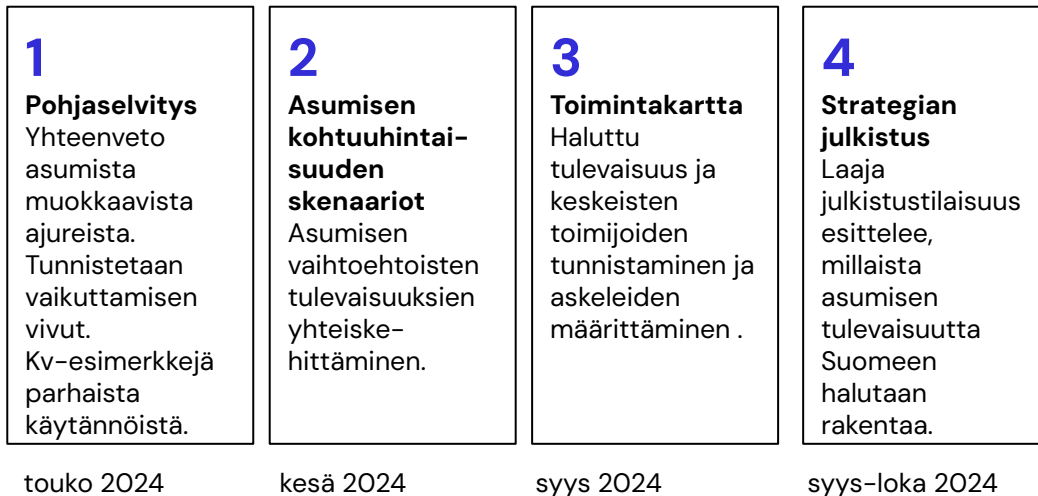 1
Pohjaselvitys
Yhteenveto
asumista
muokkaavista
ajureista.
Tunnistetaan
vaikuttamisen
vivut.
Kv-esimerkkejä
parhaista
käytännöistä.
touko 2024
2
Asumisen
kohtuuhintai-
suuden
skenaariot
Asumisen
vaihtoehtoisten
tulevaisuuksien
yhteiske-
hittäminen.
kesä 2024
3
Toimintakartta
Haluttu
tulevaisuus ja
keskeisten
toimijoiden
tunnistaminen ja
askeleiden
määrittäminen .
syys 2024
4
Strategian
julkistus
Laaja
julkistustilaisuus
esittelee,
millaista
asumisen
tulevaisuutta
Suomeen
halutaan
rakentaa.
syys-loka 2024